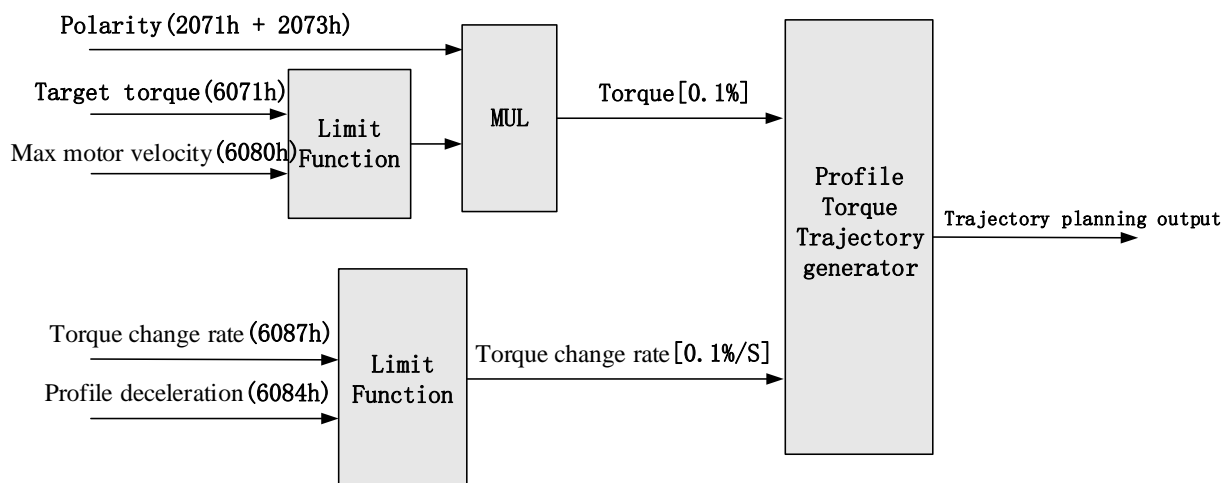 Polarity(2071h + 2073h)
Target torque(6071h)
Max motor velocity(6080h)
Limit
Function
MUL
Torque[0.1%]
Profile
Torque
Trajectory
generator
Trajectory planning output
Torque change rate(6087h)
Profile deceleration(6084h)
Limit
Function
Torque change rate[0.1%/S]